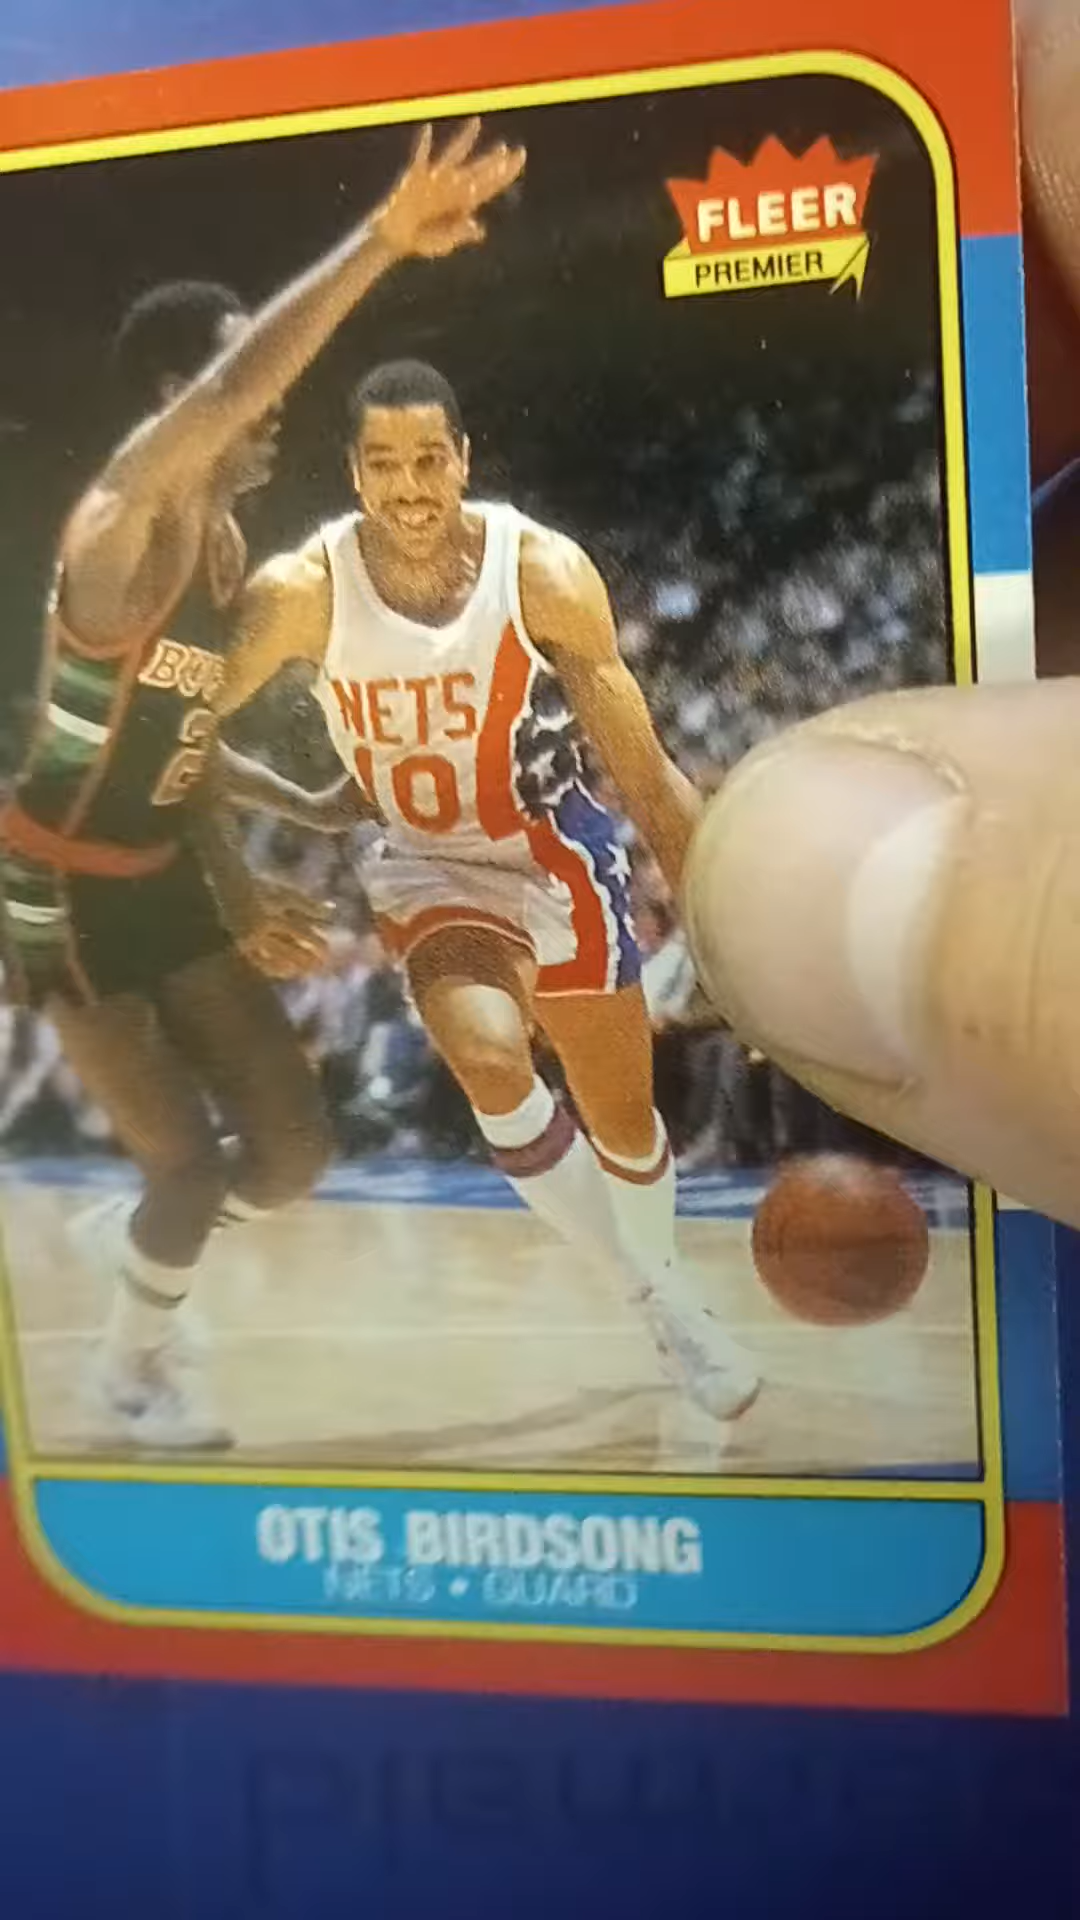 FLEER
PREMIER
NETS
10
OTIS BIRDSONG
NETS • GUARD